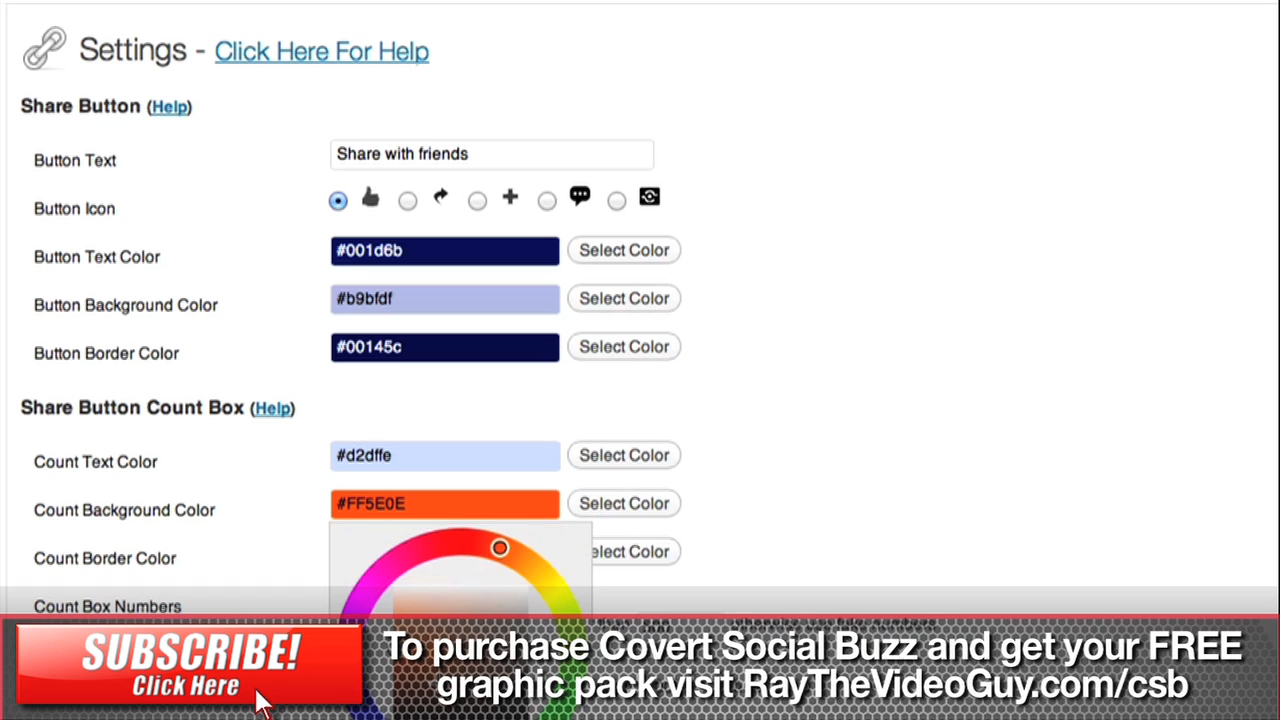 Settings - Click Here For Help
Share Button (Help)
Button Text Share with friends
Button Icon
Button Text Color #001d6b Select Color
Button Background Color #b9bfdf Select Color
Button Border Color #00145c Select Color
Share Button Count Box (Help)
Count Text Color #d2dffe Select Color
Count Background Color #FF5E0E Select Color
Count Border Color elect Color
Count Box Numbers
otherwise use fake numbers
SUBSCRIBE!
Click Here
To purchase Covert Social Buzz and get your FREE
graphic pack visit RayTheVideoGuy.com/csb